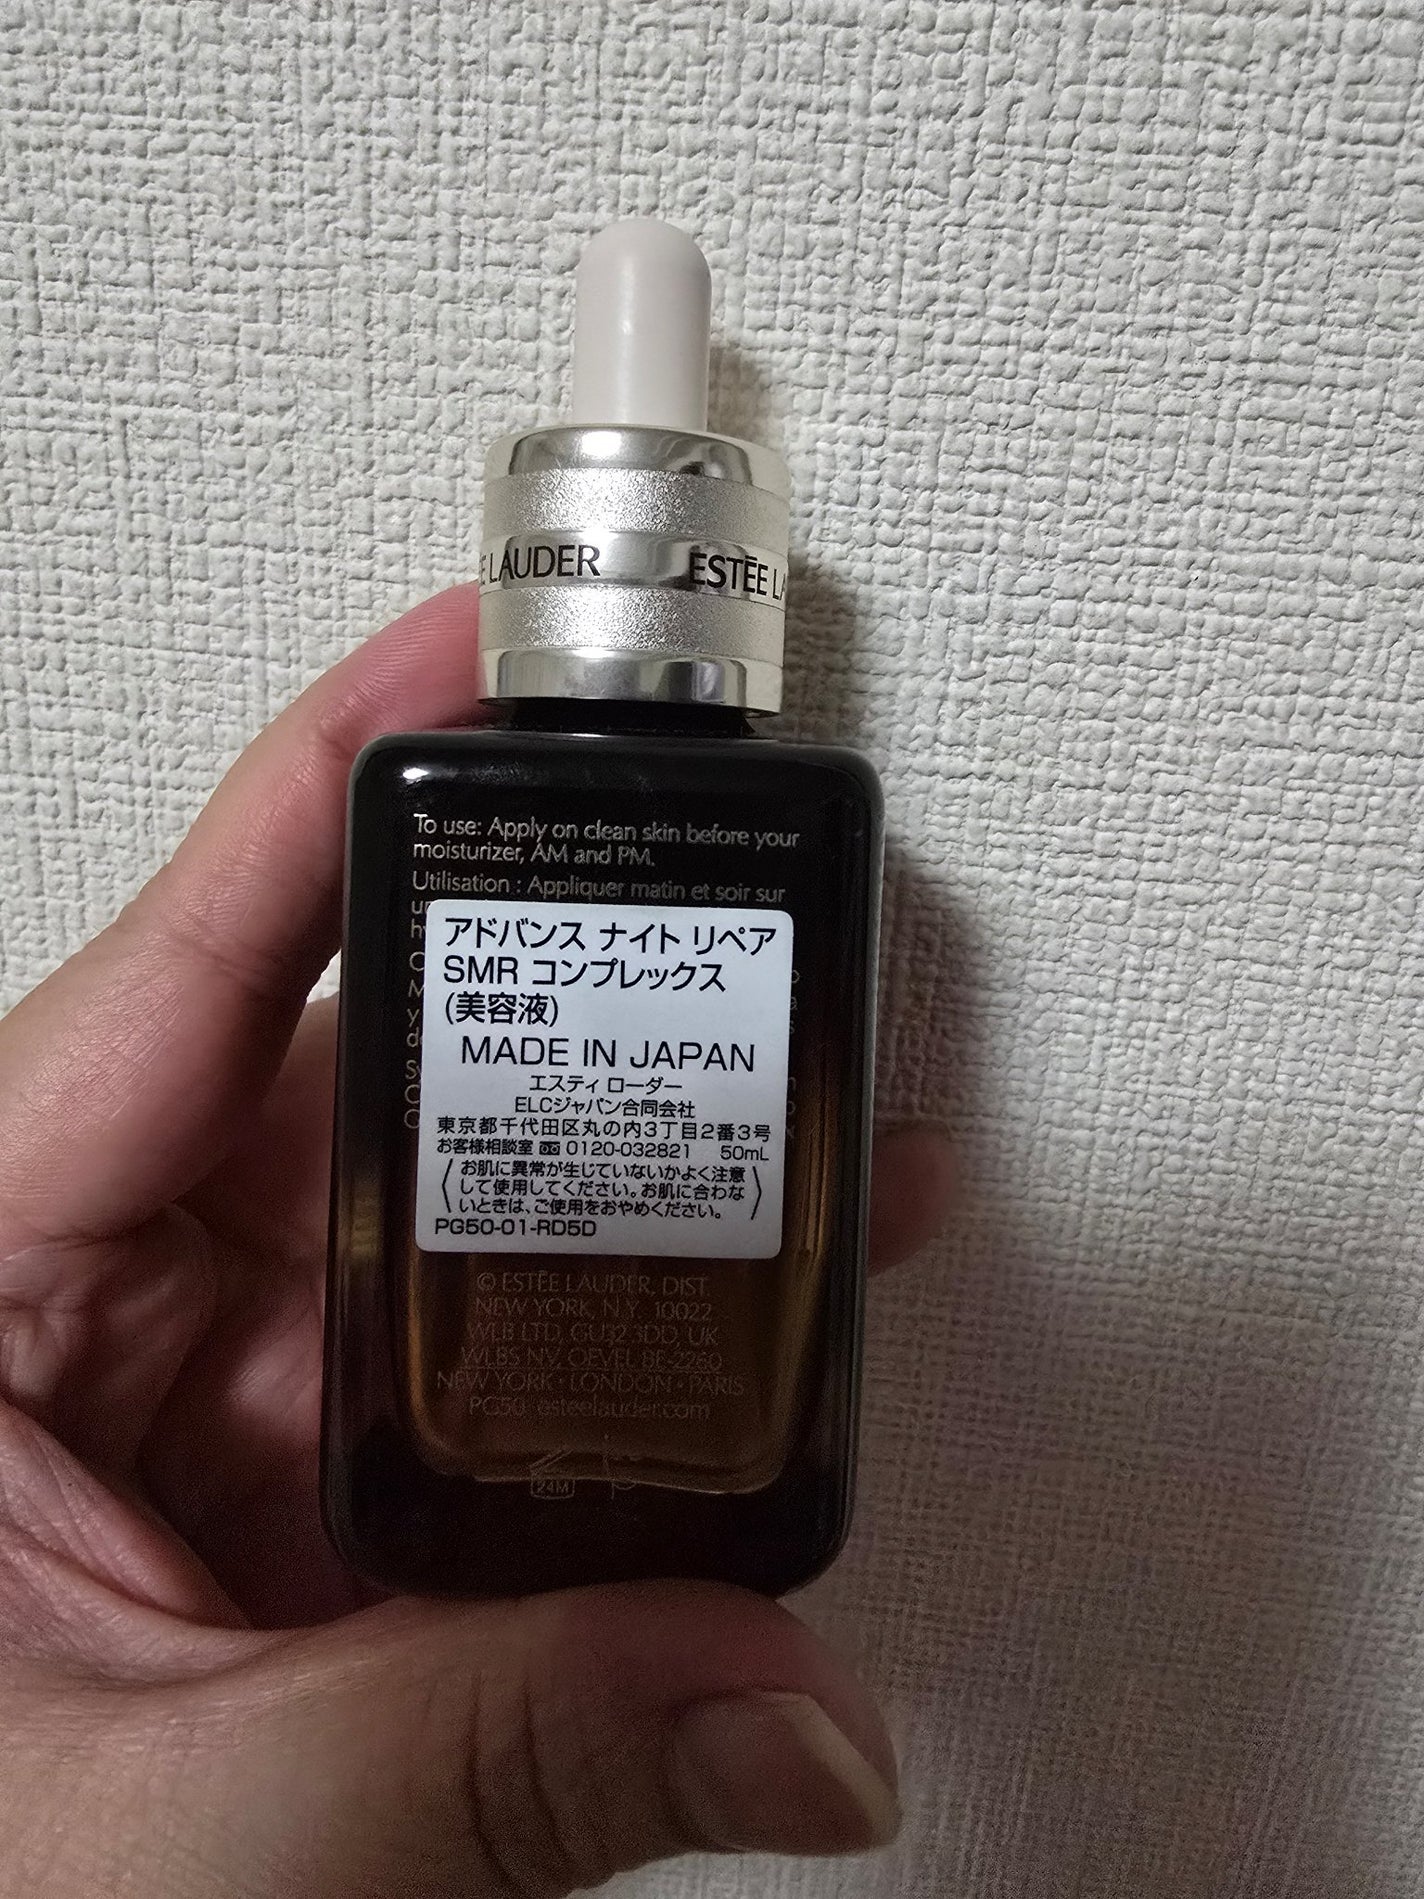 E LAUDER ESTĒE LA
To use: Apply on clean skin before your
moisturizer, AM and PM.
Utilisation : Appliquer matin et soir sur
アドバンス ナイト リペア
SMR コンプレックス
(美容液)
MADE IN JAPAN
エスティ ローダー
ELCジャパン合同会社
東京都千代田区丸の内3丁目2番3号
お客様相談室 0120-032821 50mL
お肌に異常が生じていないかよく注意
して使用してください。お肌に合わな
いときは、ご使用をおやめください。
PG50-01-RD5D
© ESTĒE LAUDER, DIST.
NEW YORK, N.Y. 10022
WLB LTD, GU32 3DD, UK
WLBS NV, OEVEL BE-2260
NEW YORK · LONDON · PARIS
PG50 esteelauder.com
24M